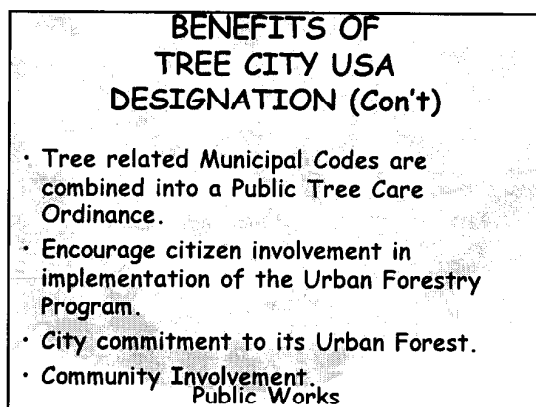 BENEFITS OF
TREE CITY USA
DESIGNATION (Con't)
· Tree related Municipal Codes are
combined into a Public Tree Care
Ordinance.
· Encourage citizen involvement in
implementation of the Urban Forestry
Program.
· City commitment to its Urban Forest.
· Community Involvement.
Public Works